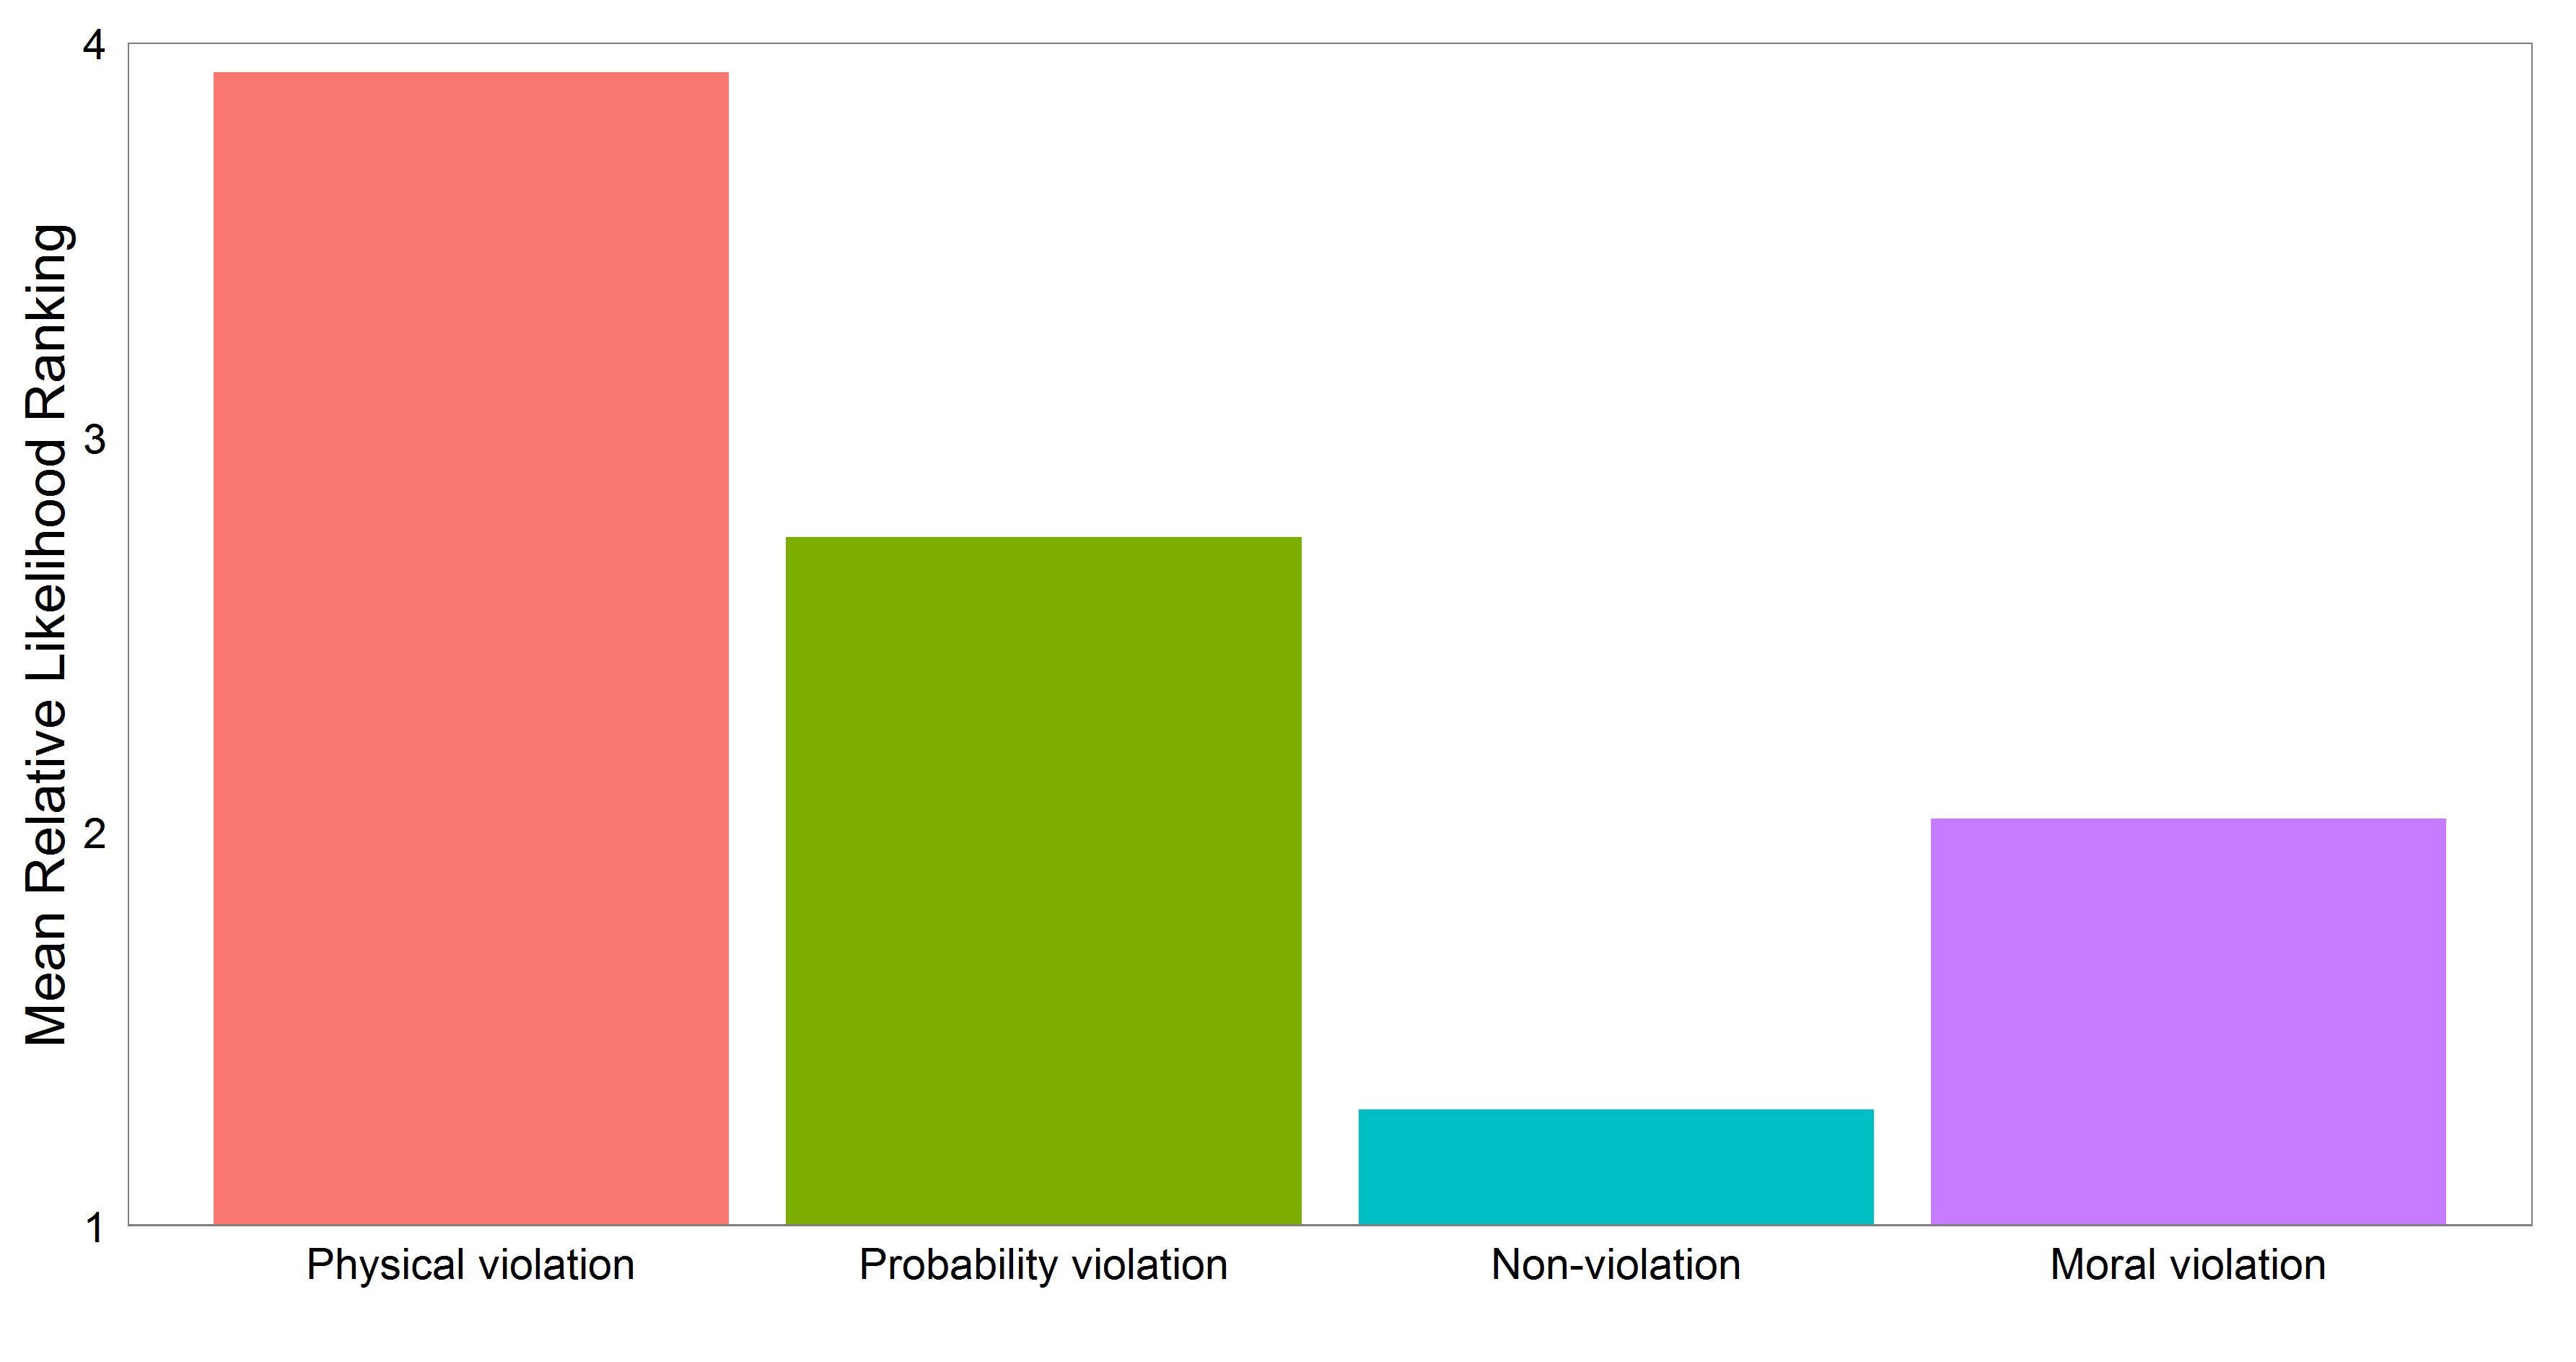 Mean Relative Likelihood Ranking
4
3
2
1
Physical violation
Probability violation
Non-violation
Moral violation